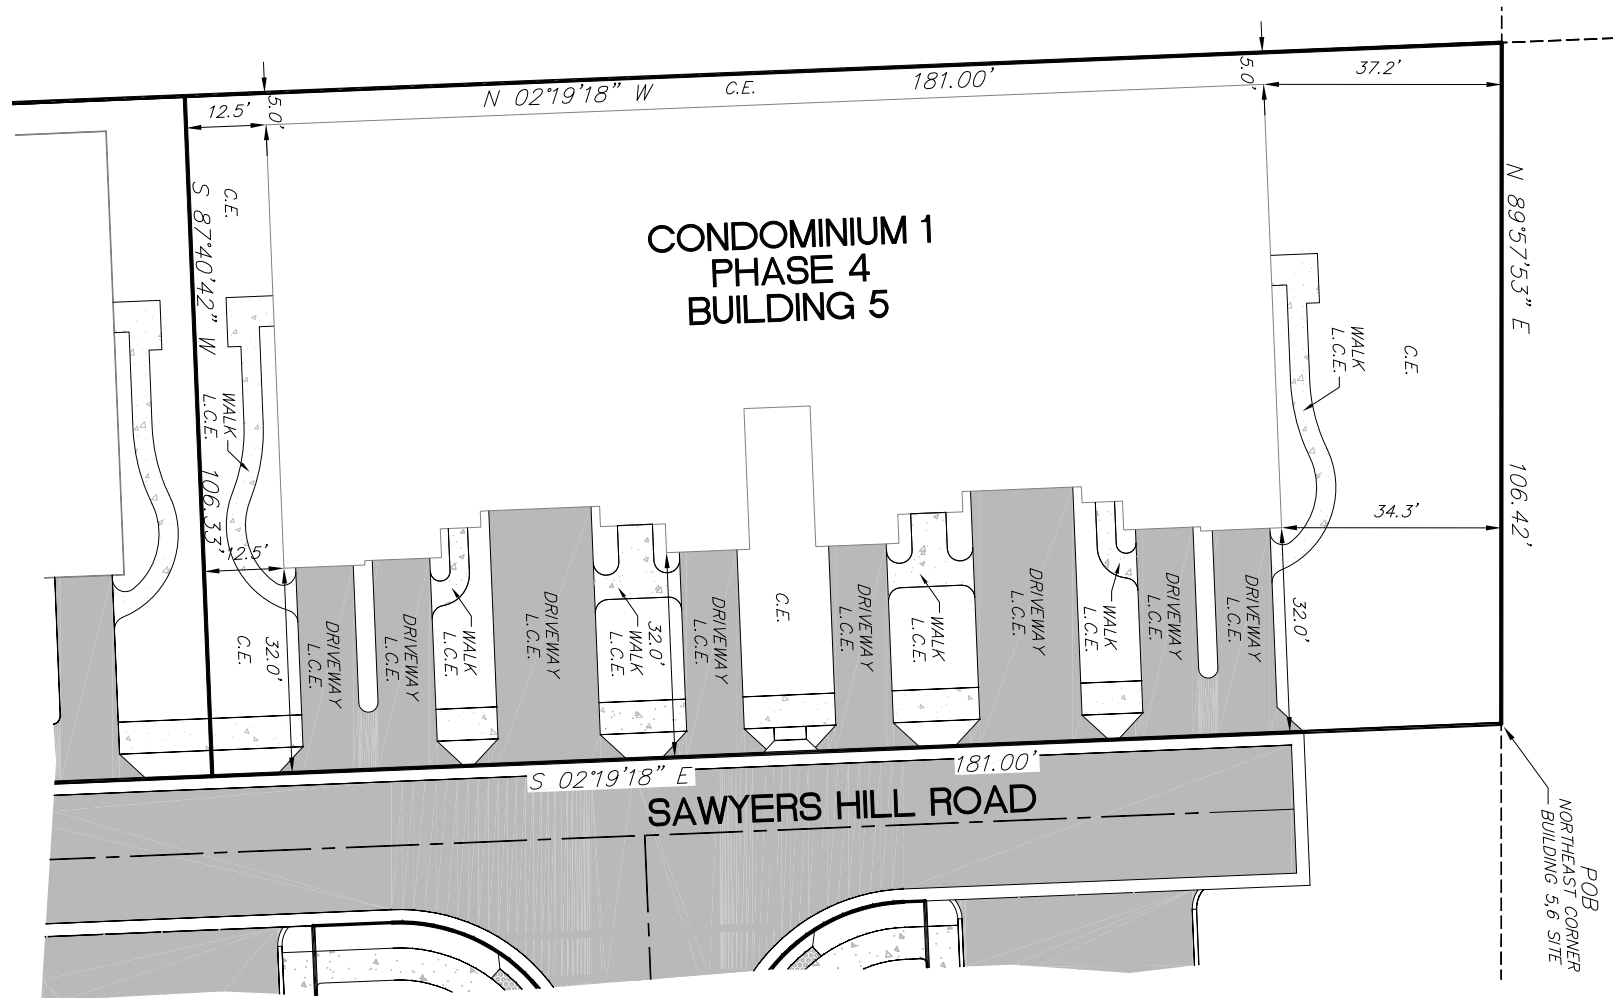 5.0'
37.2'
N 02°19'18" W
C.E.
181.00'
12.5'
5.0'
N 89°57'53" E
106.42'
S 87°40'42" W
106.33'
C.E.
CONDOMINIUM 1
PHASE 4
BUILDING 5
WALK
L.C.E.
C.E.
WALK
L.C.E.
34.3'
12.5'
32.0'
C.E.
DRIVEWAY
L.C.E.
DRIVEWAY
L.C.E.
WALK
L.C.E.
DRIVEWAY
L.C.E.
32.0'
WALK
L.C.E.
DRIVEWAY
L.C.E.
C.E.
DRIVEWAY
L.C.E.
WALK
L.C.E.
DRIVEWAY
L.C.E.
WALK
L.C.E.
DRIVEWAY
L.C.E.
DRIVEWAY
L.C.E.
32.0'
S 02°19'18" E
181.00'
SAWYERS HILL ROAD
POB
NORTHEAST CORNER
BUILDING 5,6 SITE